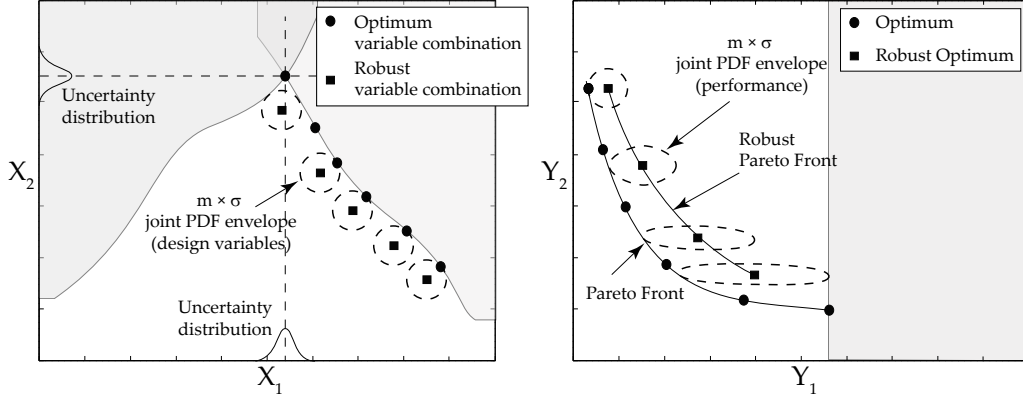 Optimum
variable combination
Robust
variable combination
Uncertainty
distribution
X2
m × σ
joint PDF envelope
(design variables)
Uncertainty
distribution
X1
Optimum
Robust Optimum
m × σ
joint PDF envelope
(performance)
Robust
Pareto Front
Y2
Pareto Front
Y1